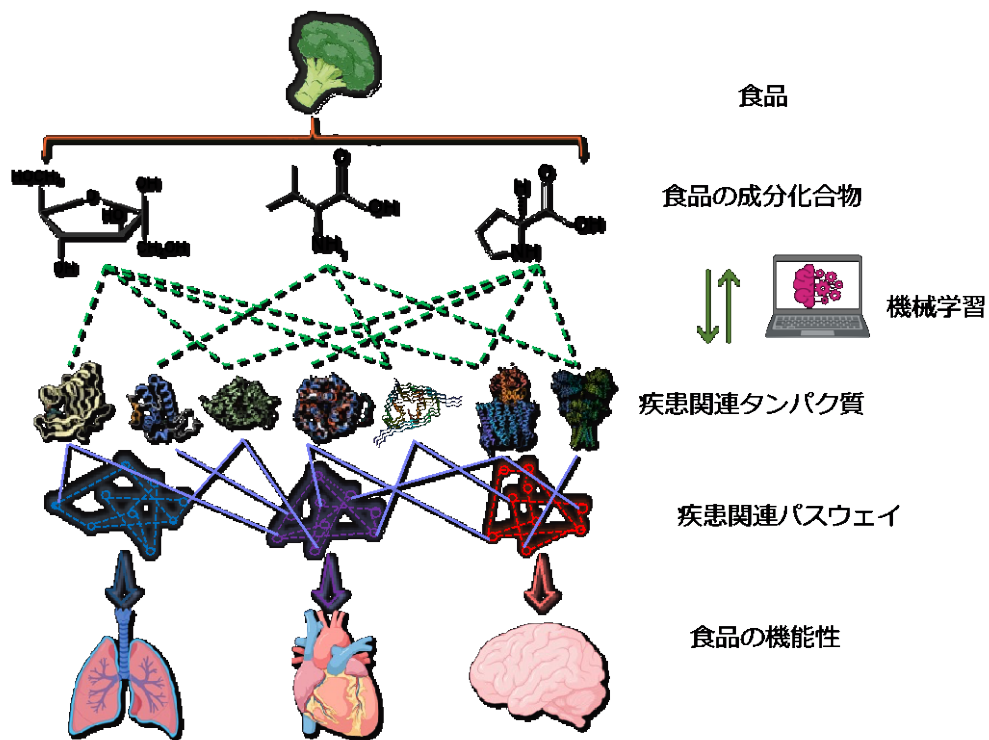 食品
食品の成分化合物
機械学習
疾患関連タンパク質
疾患関連パスウェイ
食品の機能性